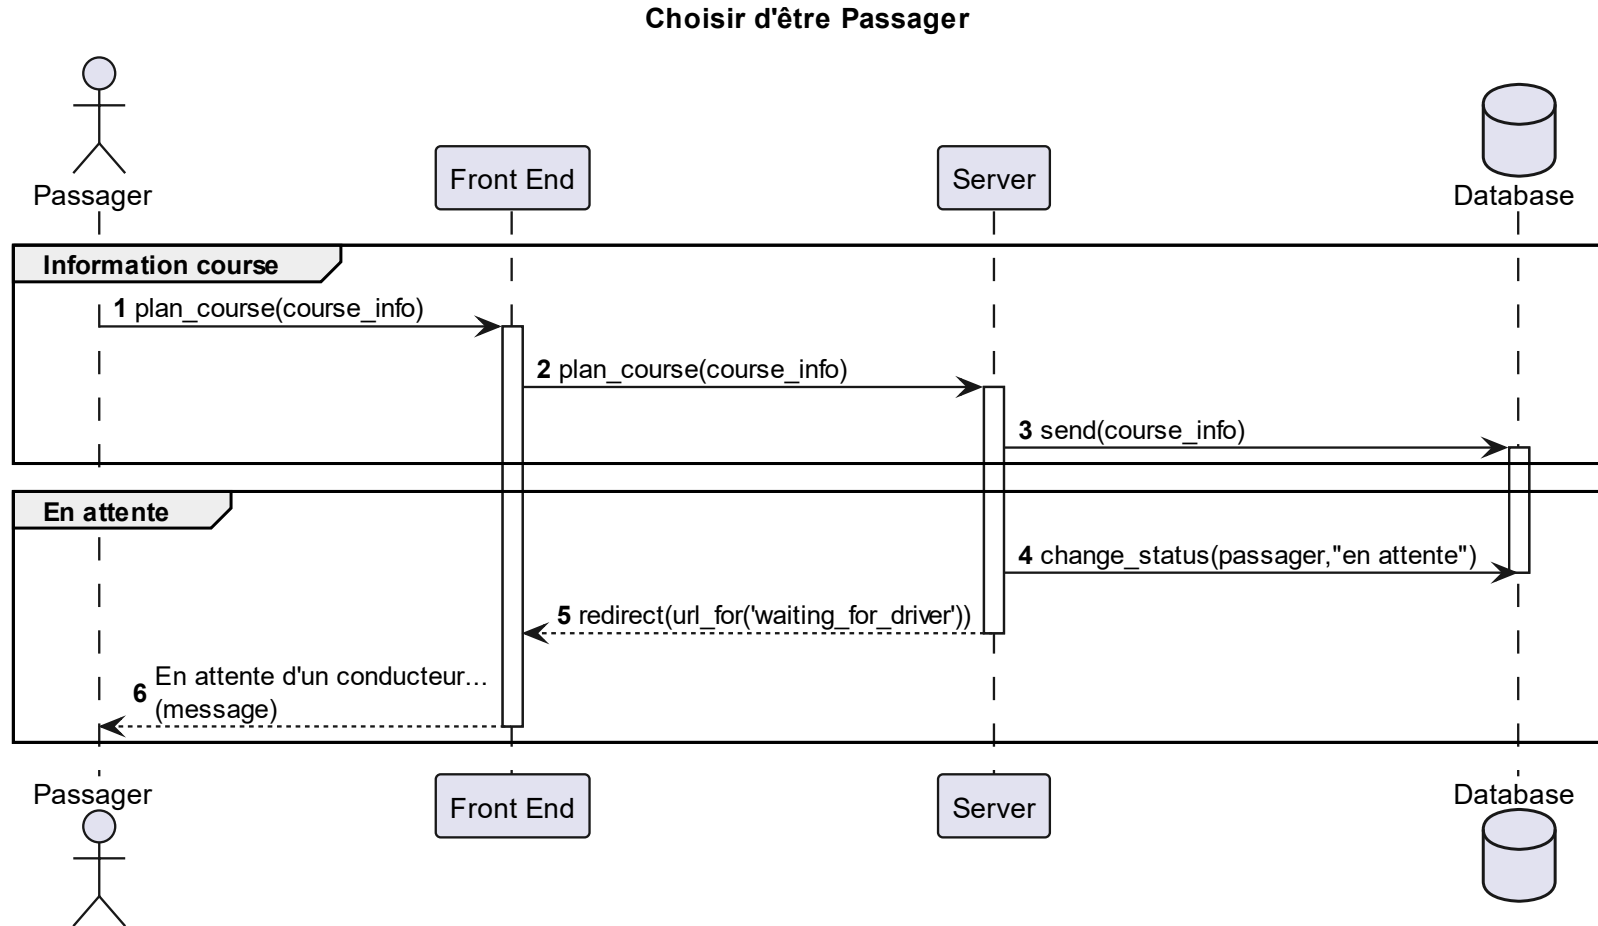 Choisir d'être Passager
Passager
Front End
Server
Database
Information course
1 plan_course(course_info)
2 plan_course(course_info)
3 send(course_info)
En attente
4 change_status(passager,"en attente")
5 redirect(url_for('waiting_for_driver'))
6 En attente d'un conducteur...
(message)
Passager
Front End
Server
Database